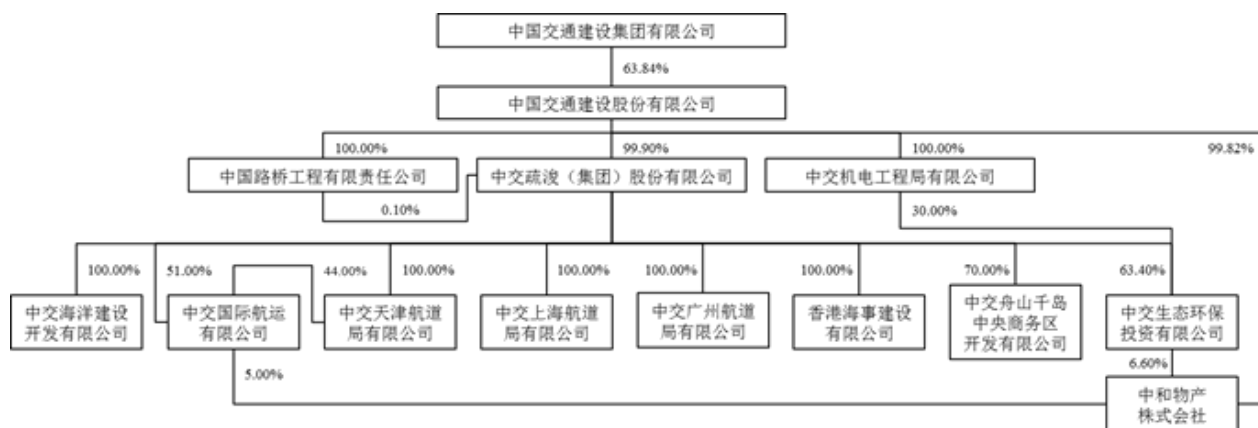 中国交通建设集团有限公司
63.84%
中国交通建设股份有限公司
100.00%
99.90%
100.00%
99.82%
中国路桥工程有限责任公司
中交疏浚（集团）股份有限公司
中交机电工程局有限公司
0.10%
30.00%
100.00%
51.00%
44.00%
100.00%
100.00%
100.00%
100.00%
70.00%
63.40%
中交海洋建设
开发有限公司
中交国际航运
有限公司
中交天津航道
局有限公司
中交上海航道
局有限公司
中交广州航道
局有限公司
香港海事建设
有限公司
中交舟山千岛
中央商务区
开发有限公司
中交生态环保
投资有限公司
5.00%
6.60%
中和物产
株式会社